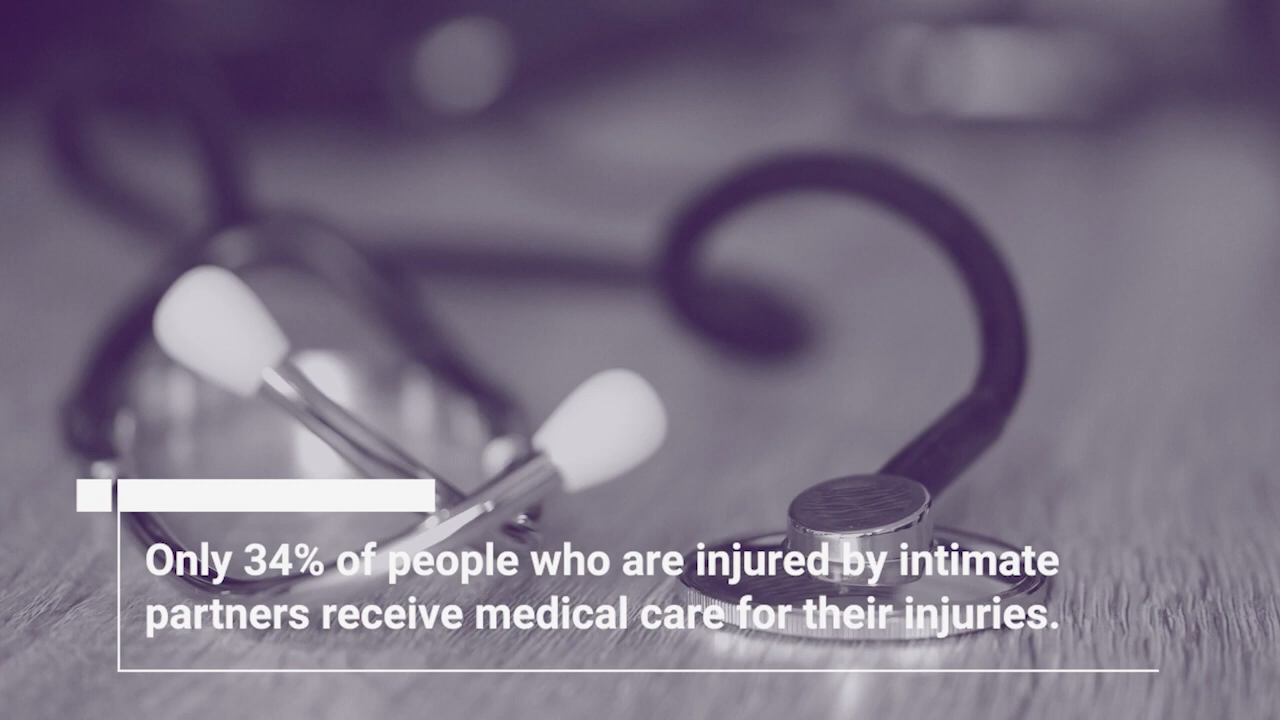 Only 34% of people who are injured by intimate
partners receive medical care for their injuries.